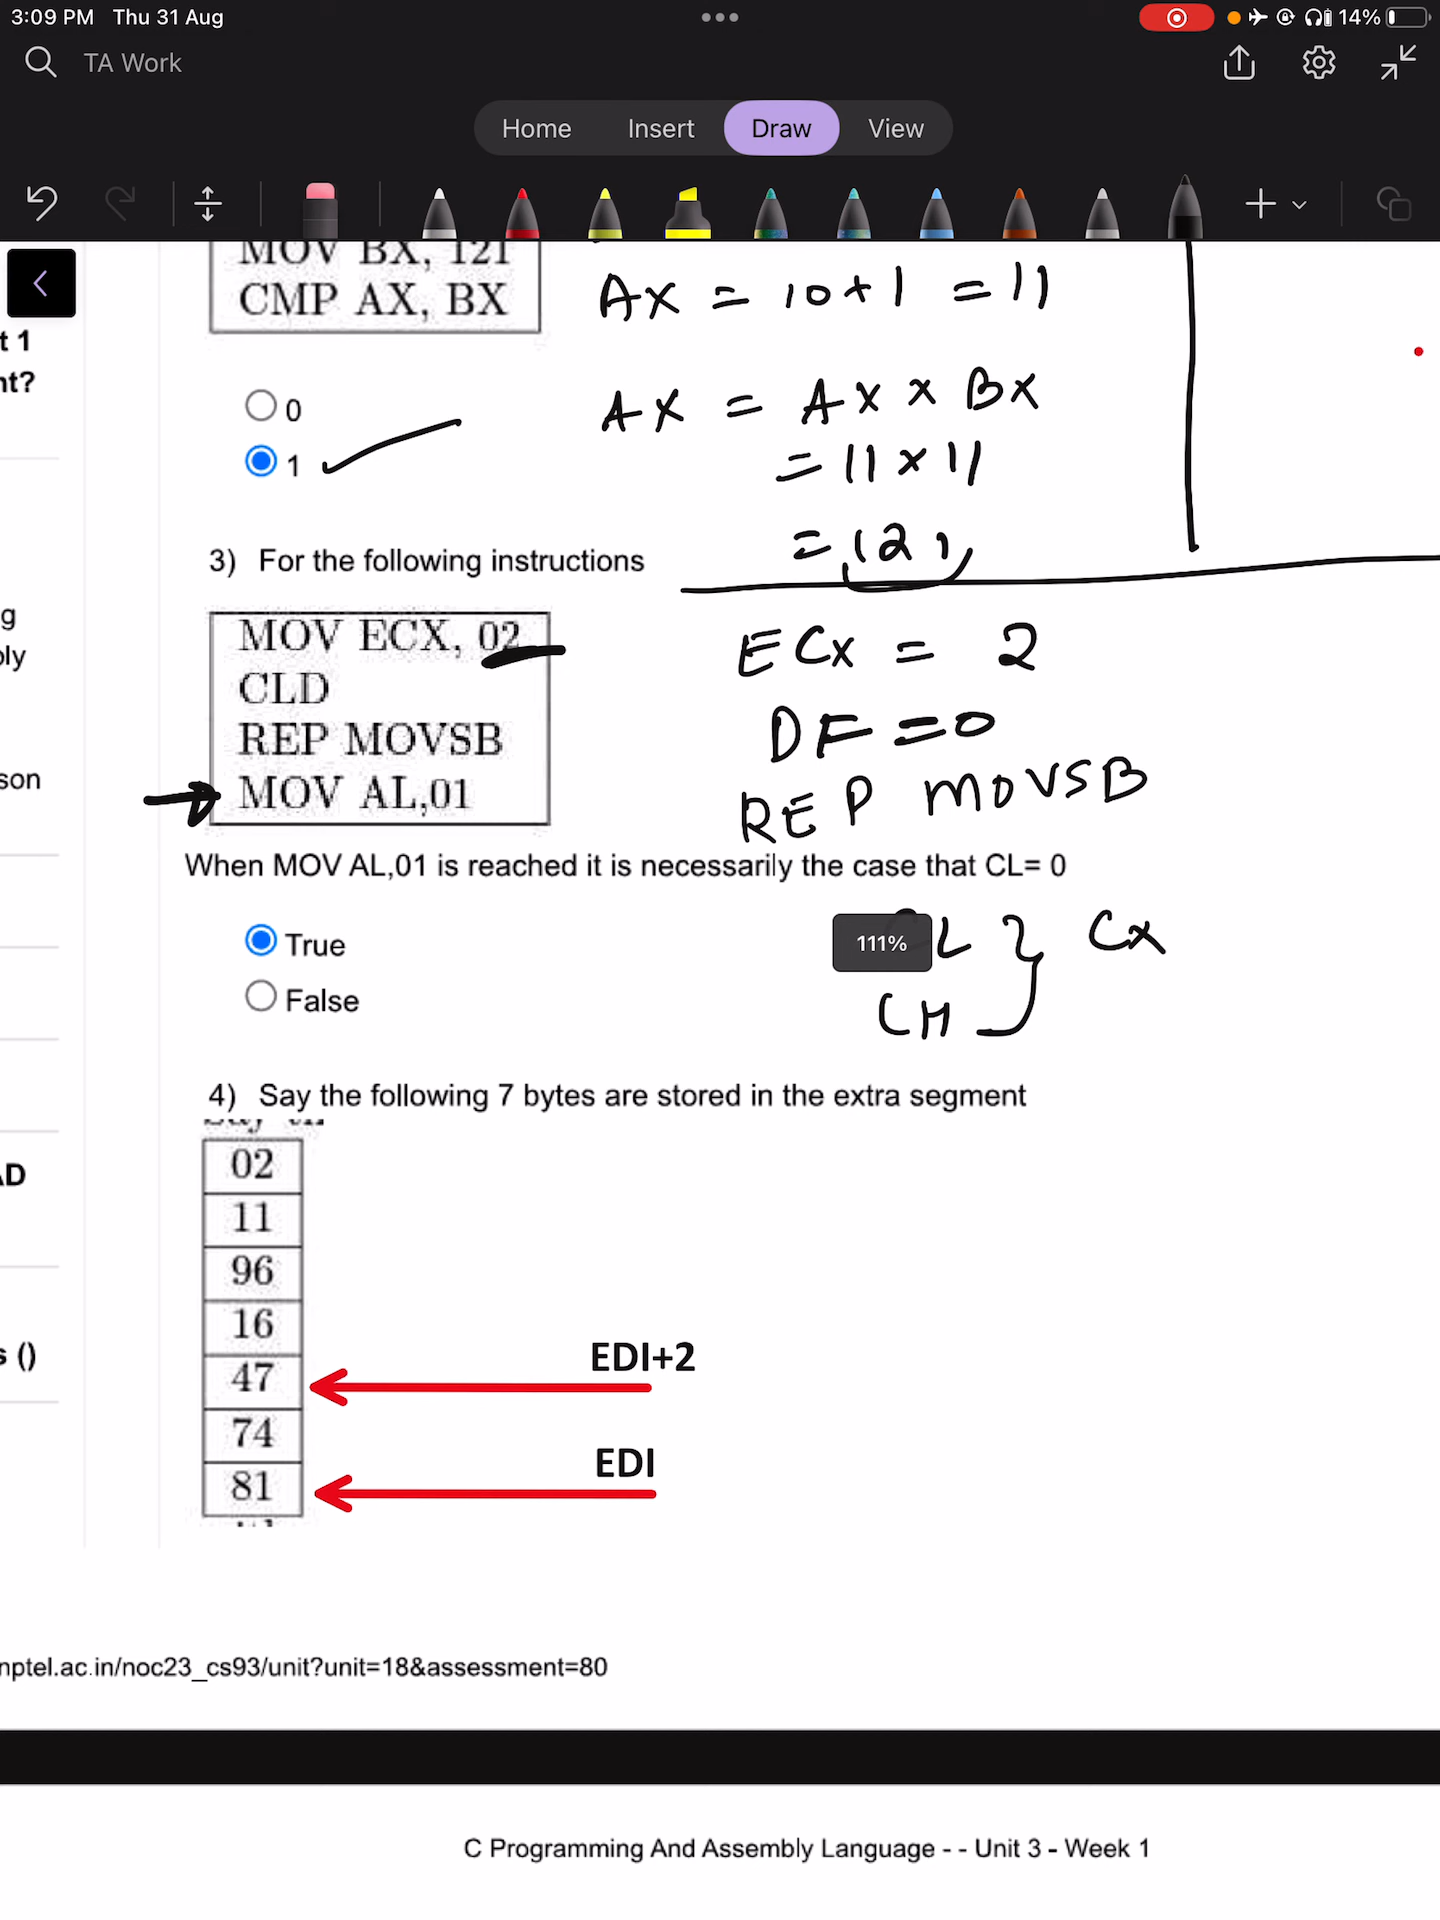 3:09 PM Thu 31 Aug
14%
TA Work
Home Insert Draw View
MOV BX, 121
CMP AX, BX
AX = 10+1 = 11
t 1
nt?
0
1
AX = AX × BX
= 11 × 11
= 121
3) For the following instructions
g
oly
MOV ECX, 02
CLD
REP MOVSB
MOV AL,01
ECX = 2
DF = 0
REP MOVSB
son
When MOV AL,01 is reached it is necessarily the case that CL= 0
True
False
111%
L } CX
CH
4) Say the following 7 bytes are stored in the extra segment
AD
02
11
96
16
47
74
81
s ()
EDI+2
EDI
nptel.ac.in/noc23_cs93/unit?unit=18&assessment=80
C Programming And Assembly Language - - Unit 3 - Week 1